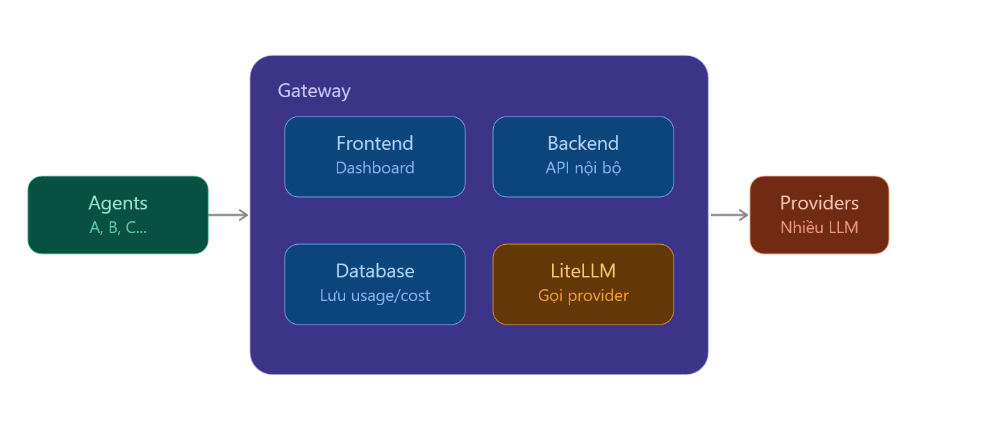 Gateway
Frontend
Dashboard
Backend
API nội bộ
Agents
A, B, C...
Providers
Nhiều LLM
Database
Lưu usage/cost
LiteLLM
Gọi provider